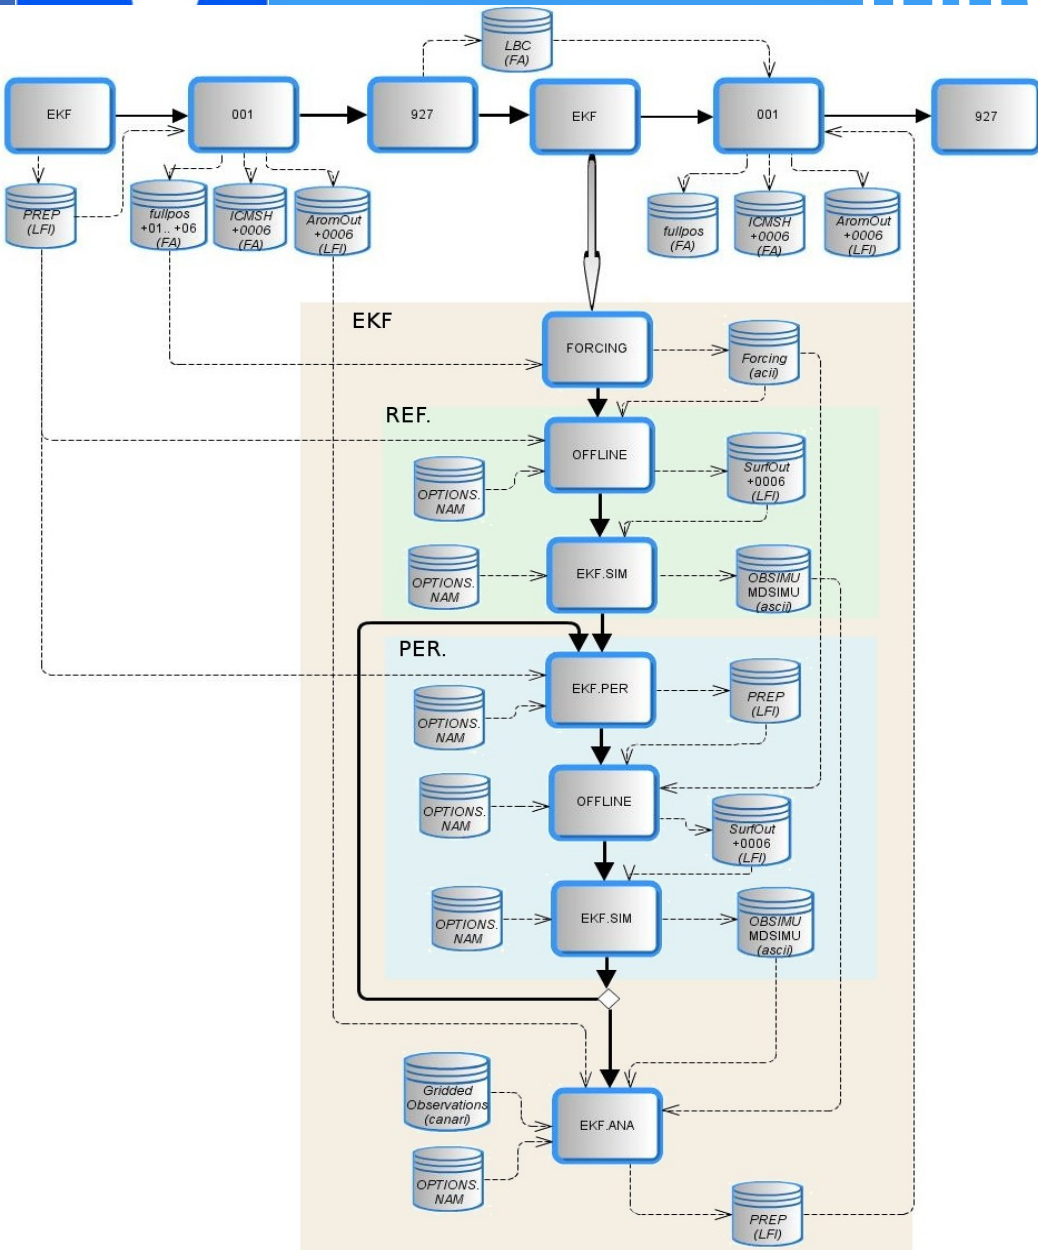 LBC
(FA)
EKF
001
927
EKF
001
927
PREP
(LFI)
fullpos
+01.. +06
(FA)
ICMSH
+0006
(FA)
AromOut
+0006
(LFI)
fullpos
(FA)
ICMSH
+0006
(FA)
AromOut
+0006
(LFI)
EKF
FORCING
Forcing
(acii)
REF.
OFFLINE
OPTIONS.
NAM
SurfOut
+0006
(LFI)
EKF.SIM
OPTIONS.
NAM
OBSIMU
MDSIMU
(ascii)
PER.
EKF.PER
OPTIONS.
NAM
PREP
(LFI)
OFFLINE
OPTIONS.
NAM
SurfOut
+0006
(LFI)
EKF.SIM
OPTIONS.
NAM
OBSIMU
MDSIMU
(ascii)
Gridded
Observations
(canari)
EKF.ANA
OPTIONS.
NAM
PREP
(LFI)